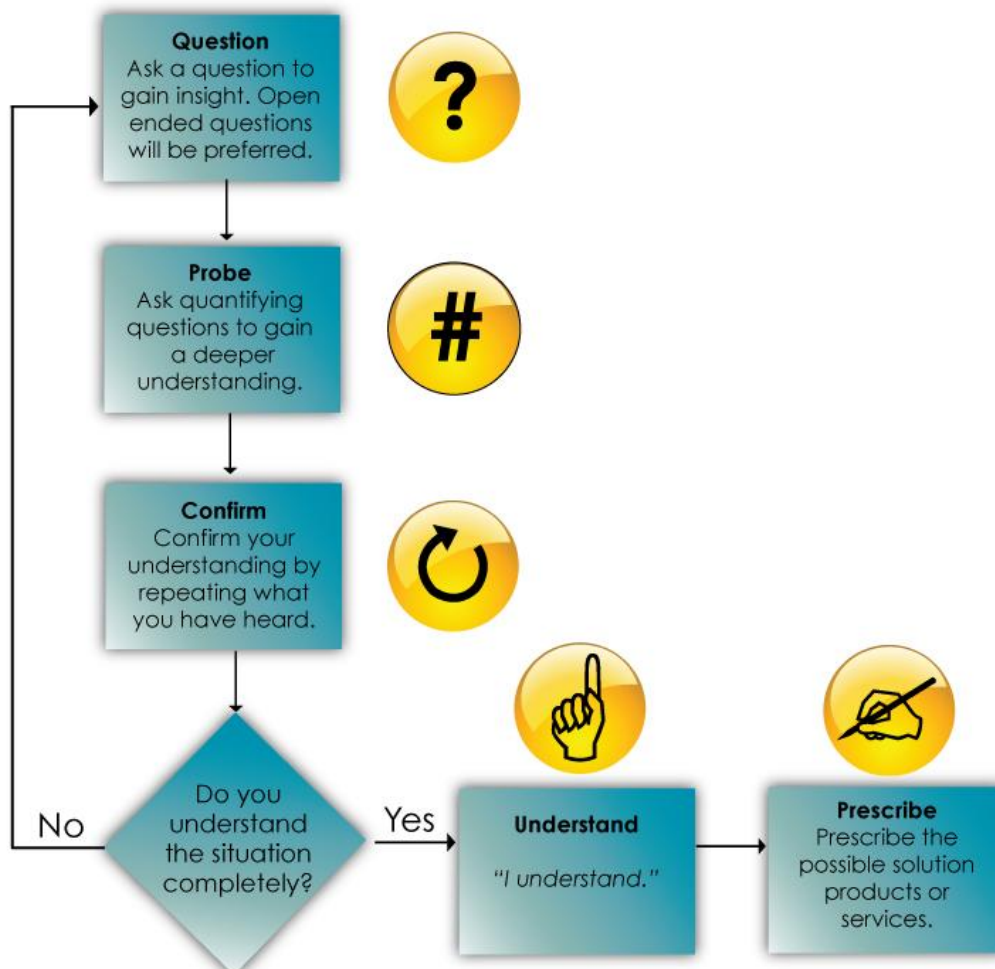 Question
Ask a question to
gain insight. Open
ended questions
will be preferred.
?
Probe
Ask quantifying
questions to gain
a deeper
understanding.
#
Confirm
Confirm your
understanding by
repeating what
you have heard.
Do you
understand
the situation
completely?
No
Yes
Understand
“I understand.”
Prescribe
Prescribe the
possible solution
products or
services.